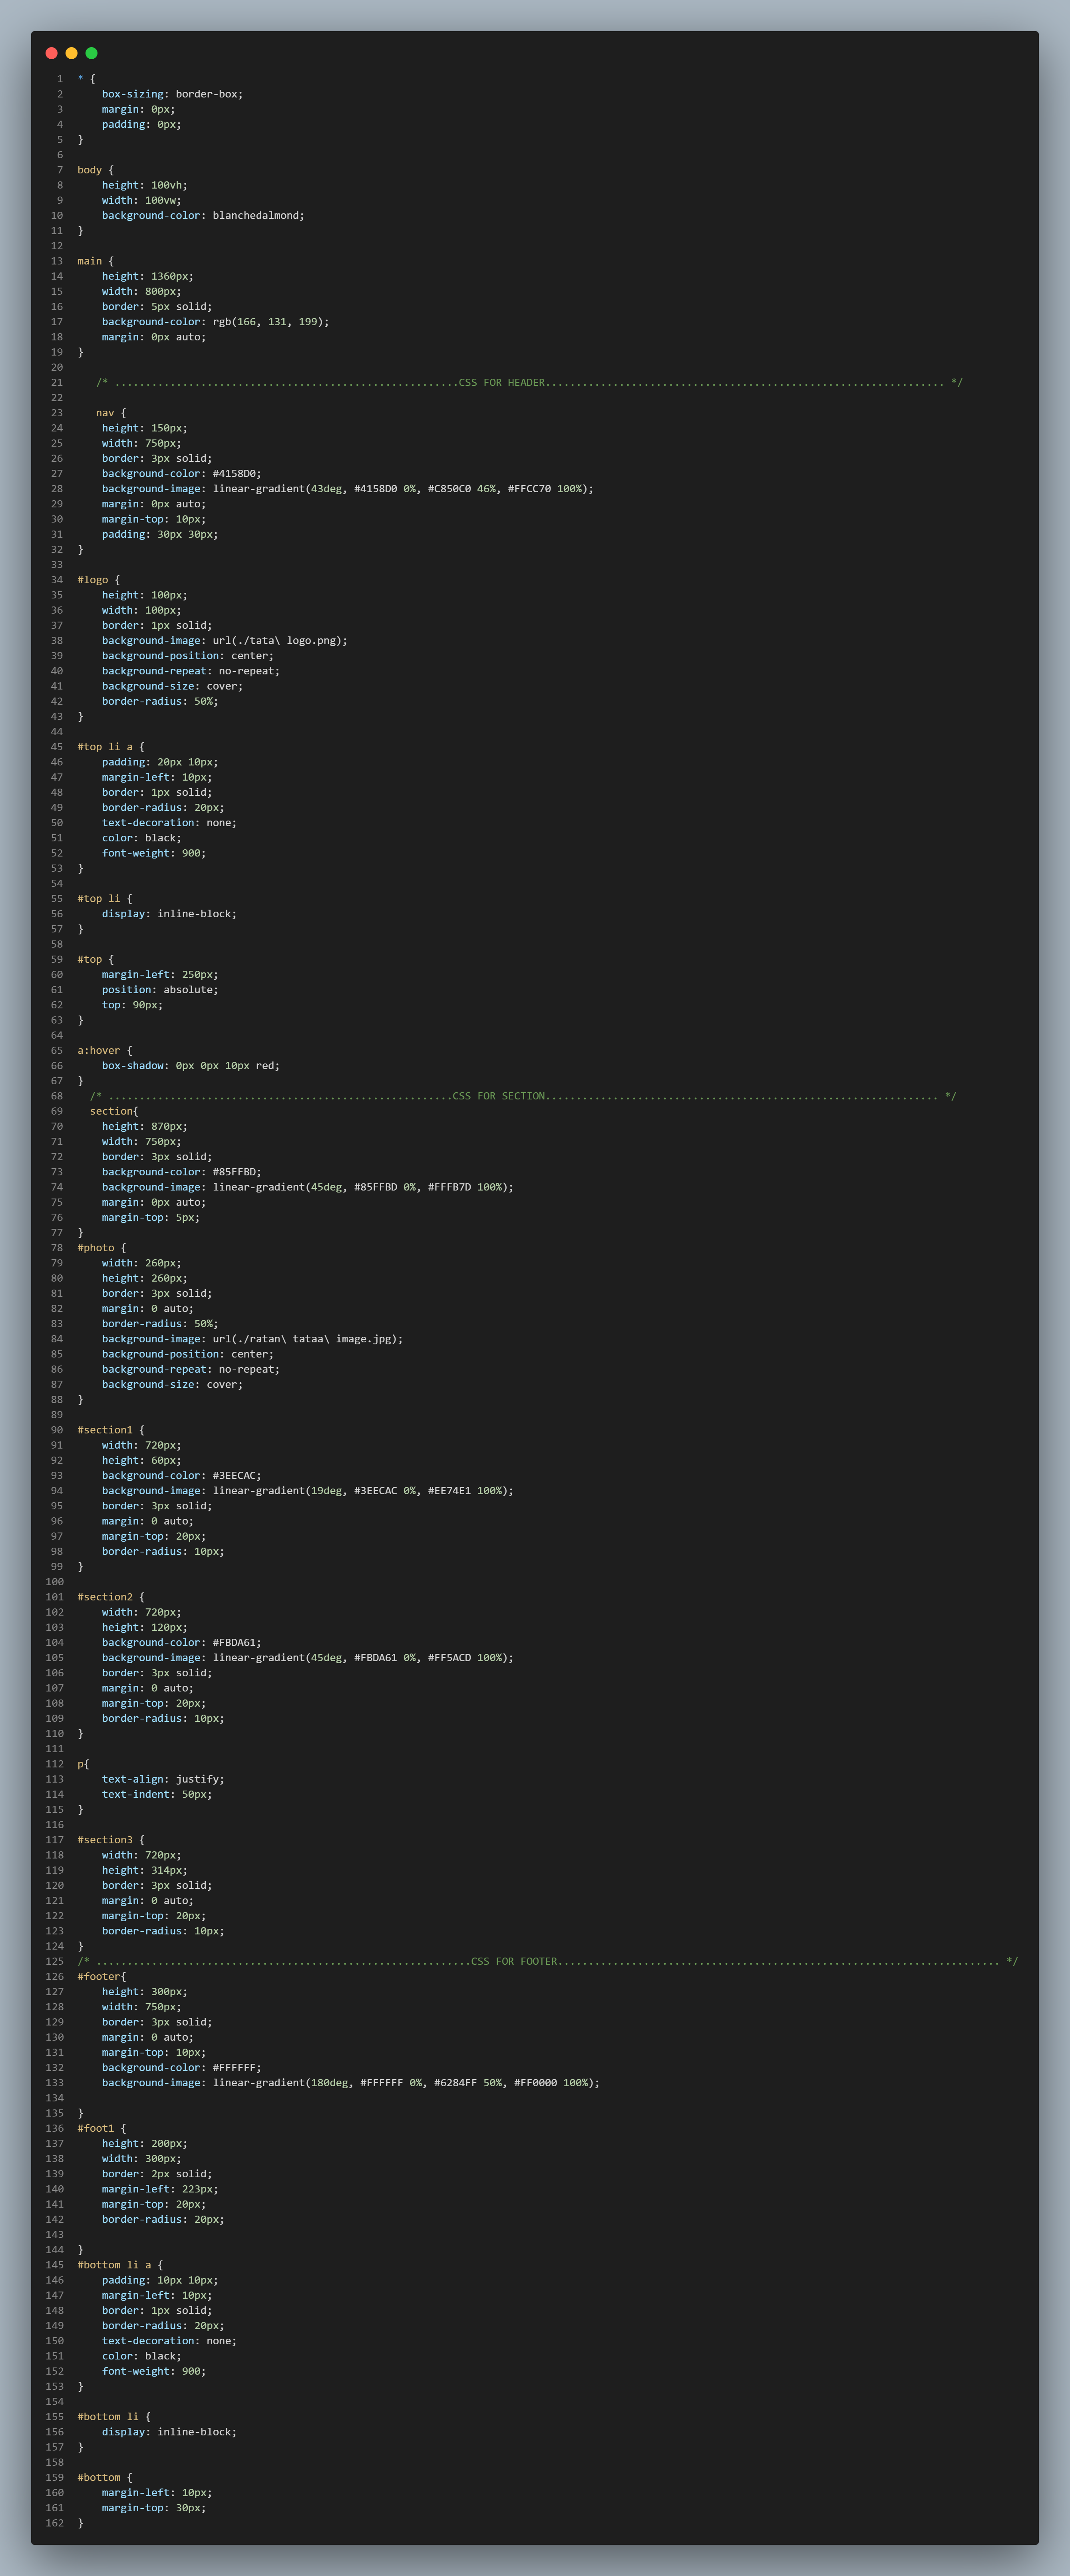 1 * {
2     box-sizing: border-box;
3     margin: 0px;
4     padding: 0px;
5 }
6
7 body {
8     height: 100vh;
9     width: 100vw;
10     background-color: blanchedalmond;
11 }
12
13 main {
14     height: 1360px;
15     width: 800px;
16     border: 5px solid;
17     background-color: rgb(166, 131, 199);
18     margin: 0px auto;
19 }
20
21    /* ........................................................CSS FOR HEADER................................................................. */
22
23    nav {
24     height: 150px;
25     width: 750px;
26     border: 3px solid;
27     background-color: #4158D0;
28     background-image: linear-gradient(43deg, #4158D0 0%, #C850C0 46%, #FFCC70 100%);
29     margin: 0px auto;
30     margin-top: 10px;
31     padding: 30px 30px;
32 }
33
34 #logo {
35     height: 100px;
36     width: 100px;
37     border: 1px solid;
38     background-image: url(./tata\ logo.png);
39     background-position: center;
40     background-repeat: no-repeat;
41     background-size: cover;
42     border-radius: 50%;
43 }
44
45 #top li a {
46     padding: 20px 10px;
47     margin-left: 10px;
48     border: 1px solid;
49     border-radius: 20px;
50     text-decoration: none;
51     color: black;
52     font-weight: 900;
53 }
54
55 #top li {
56     display: inline-block;
57 }
58
59 #top {
60     margin-left: 250px;
61     position: absolute;
62     top: 90px;
63 }
64
65 a:hover {
66     box-shadow: 0px 0px 10px red;
67 }
68   /* ........................................................CSS FOR SECTION................................................................ */
69   section{
70     height: 870px;
71     width: 750px;
72     border: 3px solid;
73     background-color: #85FFBD;
74     background-image: linear-gradient(45deg, #85FFBD 0%, #FFFB7D 100%);
75     margin: 0px auto;
76     margin-top: 5px;
77 }
78 #photo {
79     width: 260px;
80     height: 260px;
81     border: 3px solid;
82     margin: 0 auto;
83     border-radius: 50%;
84     background-image: url(./ratan\ tataa\ image.jpg);
85     background-position: center;
86     background-repeat: no-repeat;
87     background-size: cover;
88 }
89
90 #section1 {
91     width: 720px;
92     height: 60px;
93     background-color: #3EECAC;
94     background-image: linear-gradient(19deg, #3EECAC 0%, #EE74E1 100%);
95     border: 3px solid;
96     margin: 0 auto;
97     margin-top: 20px;
98     border-radius: 10px;
99 }
100
101 #section2 {
102     width: 720px;
103     height: 120px;
104     background-color: #FBDA61;
105     background-image: linear-gradient(45deg, #FBDA61 0%, #FF5ACD 100%);
106     border: 3px solid;
107     margin: 0 auto;
108     margin-top: 20px;
109     border-radius: 10px;
110 }
111
112 p{
113     text-align: justify;
114     text-indent: 50px;
115 }
116
117 #section3 {
118     width: 720px;
119     height: 314px;
120     border: 3px solid;
121     margin: 0 auto;
122     margin-top: 20px;
123     border-radius: 10px;
124 }
125 /* .............................................................CSS FOR FOOTER........................................................................ */
126 #footer{
127     height: 300px;
128     width: 750px;
129     border: 3px solid;
130     margin: 0 auto;
131     margin-top: 10px;
132     background-color: #FFFFFF;
133     background-image: linear-gradient(180deg, #FFFFFF 0%, #6284FF 50%, #FF0000 100%);
134
135 }
136 #foot1 {
137     height: 200px;
138     width: 300px;
139     border: 2px solid;
140     margin-left: 223px;
141     margin-top: 20px;
142     border-radius: 20px;
143
144 }
145 #bottom li a {
146     padding: 10px 10px;
147     margin-left: 10px;
148     border: 1px solid;
149     border-radius: 20px;
150     text-decoration: none;
151     color: black;
152     font-weight: 900;
153 }
154
155 #bottom li {
156     display: inline-block;
157 }
158
159 #bottom {
160     margin-left: 10px;
161     margin-top: 30px;
162 }